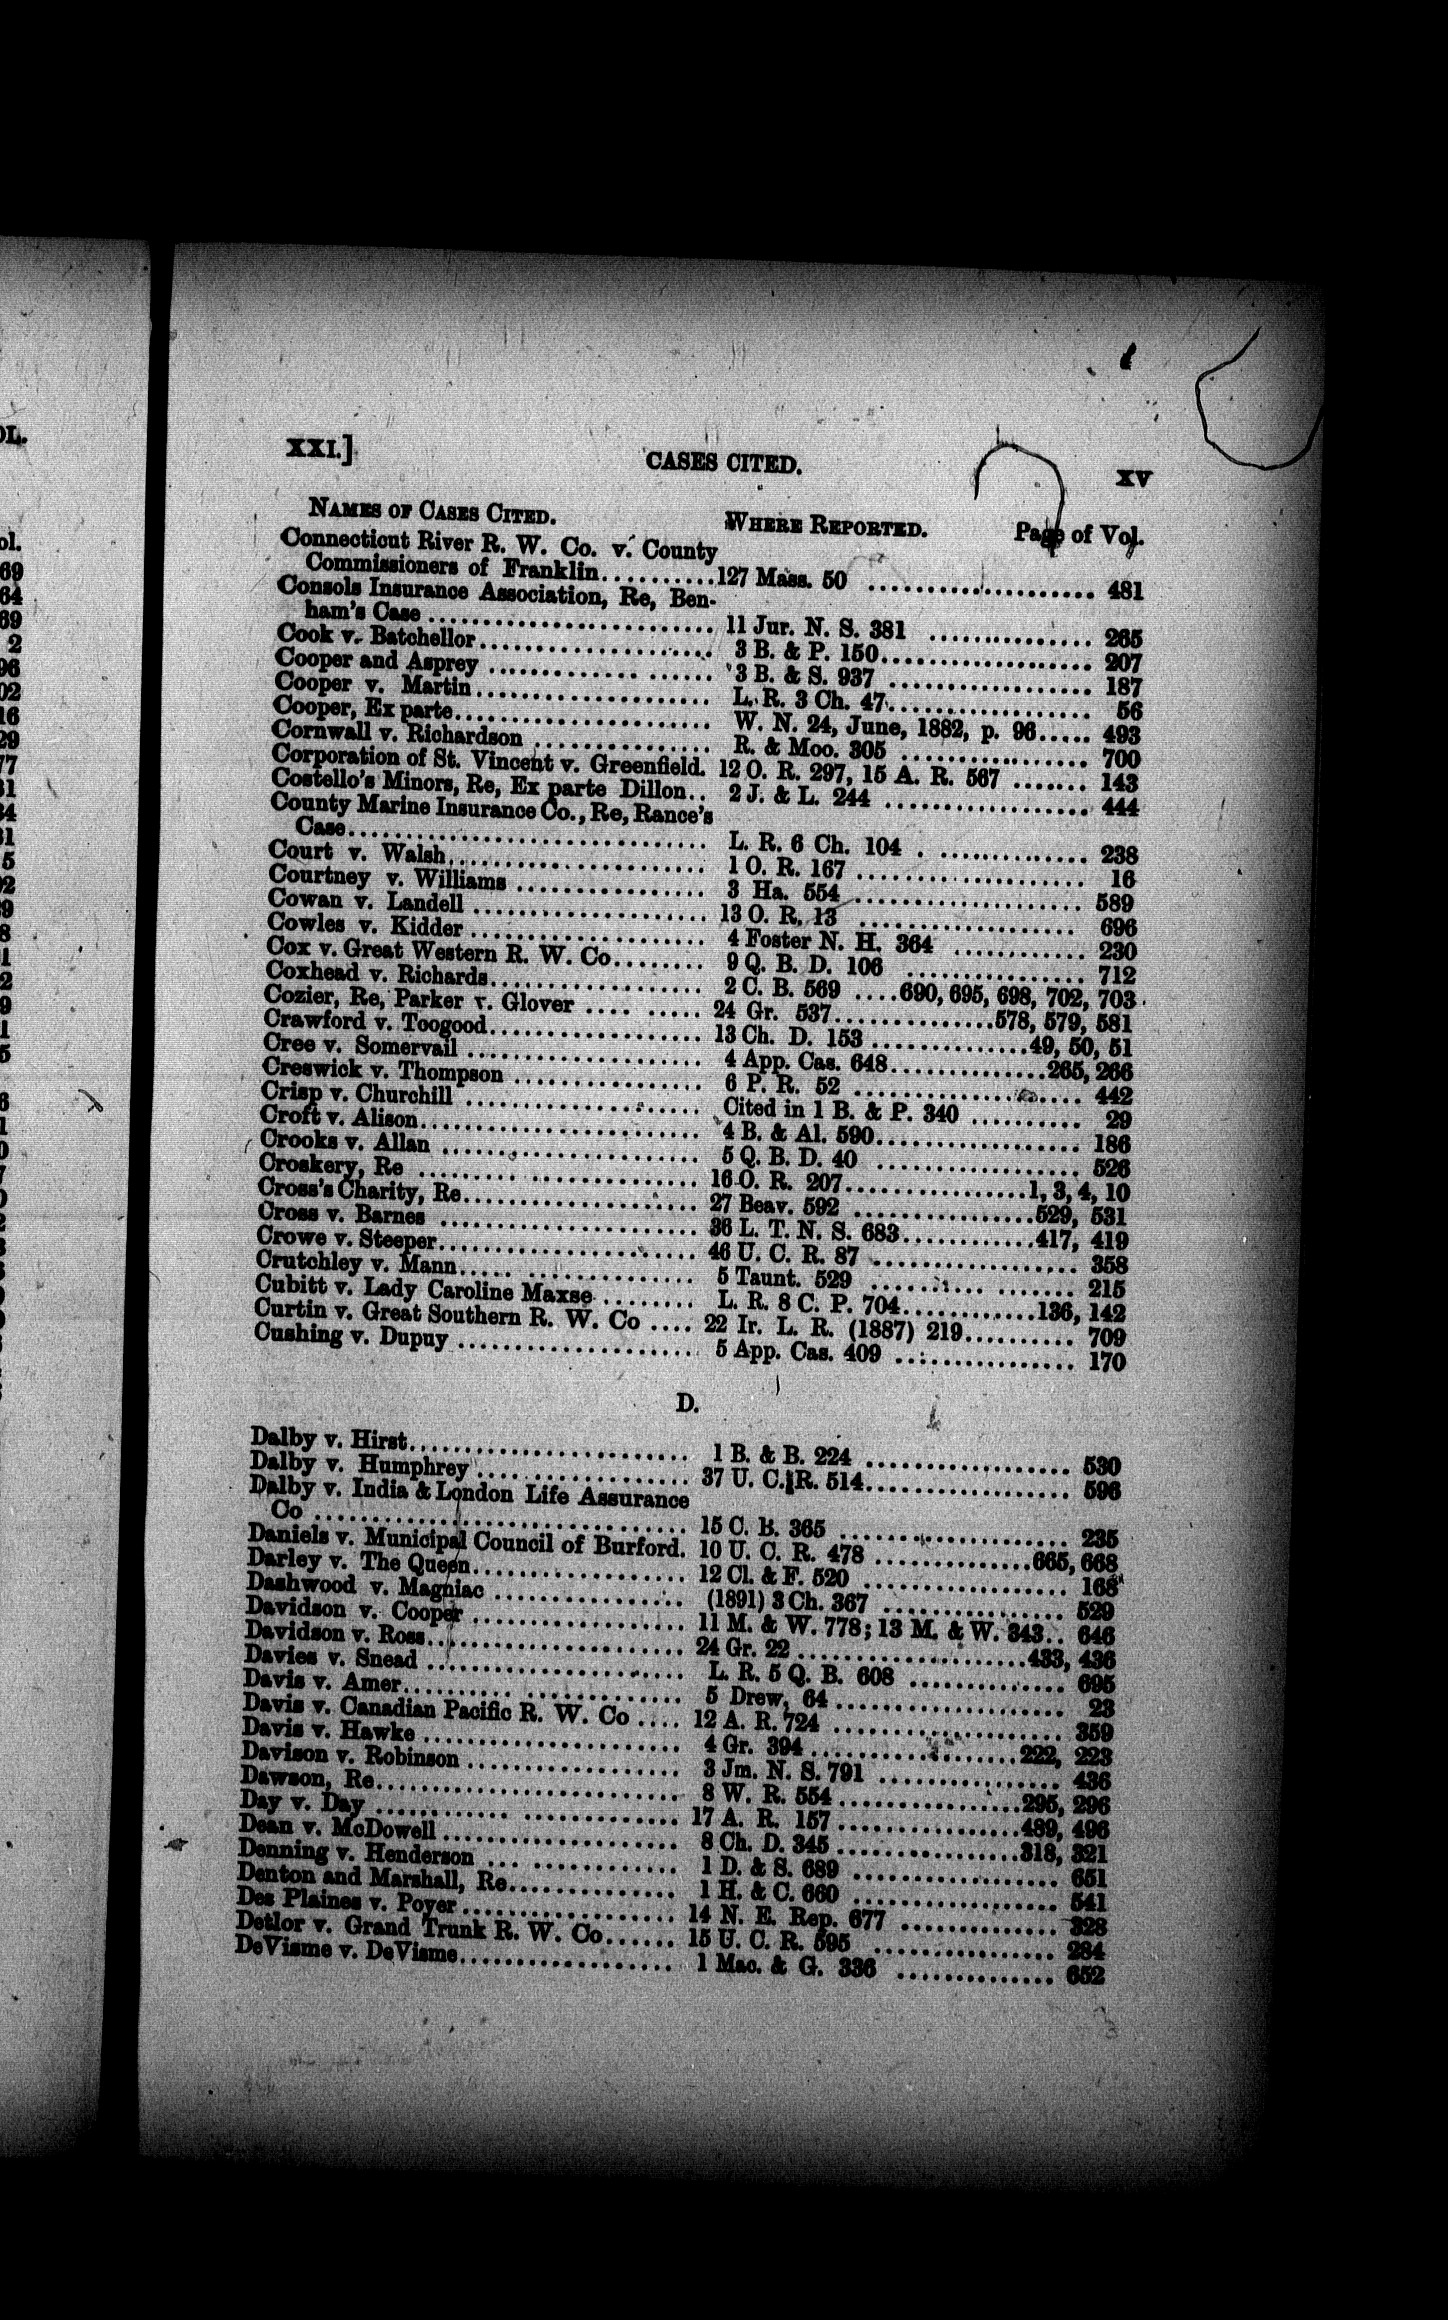 XXI.] CASES CITED. XV
NAMES OF CASES CITED. WHERE REPORTED. Page of Vol.
Connecticut River R. W. Co. v. County
Commissioners of Franklin..........127 Mass. 50 .................... 481
Consols Insurance Association, Re, Ben-
ham's Case ......................... 11 Jur. N. S. 381 .............. 265
Cook v. Batchellor..................... 3 B. & P. 150.................. 207
Cooper and Asprey .................... 3 B. & S. 937 .................. 187
Cooper v. Martin..................... L. R. 3 Ch. 47................... 56
Cooper, Ex parte...................... W. N. 24, June, 1882, p. 96..... 493
Cornwall v. Richardson ................ R. & Moo. 305 ................. 700
Corporation of St. Vincent v. Greenfield. 12 O. R. 297, 15 A. R. 567 ....... 143
Costello's Minors, Re, Ex parte Dillon.. 2 J. & L. 244 .................. 444
County Marine Insurance Co., Re, Rance's
Case................................. L. R. 6 Ch. 104 . ............. 238
Court v. Walsh....................... 1 O. R. 167 .................... 16
Courtney v. Williams ................. 3 Ha. 554 .................... 589
Cowan v. Landell ..................... 13 O. R. 13 ................... 696
Cowles v. Kidder ..................... 4 Foster N. H. 364 ............ 230
Cox v. Great Western R. W. Co........ 9 Q. B. D. 106 ................ 712
Coxhead v. Richards................... 2 C. B. 569 ....690, 695, 698, 702, 703
Cozier, Re, Parker v. Glover .... ..... 24 Gr. 537...............578, 579, 581
Crawford v. Toogood................... 13 Ch. D. 153 ..............49, 50, 51
Cree v. Somervail .................... 4 App. Cas. 648..............265, 266
Creswick v. Thompson ................. 6 P. R. 52 ..................... 442
Crisp v. Churchill .................... Cited in 1 B. & P. 340 .......... 29
Croft v. Alison....................... 4 B. & Al. 590.................. 186
Crooks v. Allan ...................... 5 Q. B. D. 40 .................. 526
Croskery, Re ......................... 16 O. R. 207.................1, 3, 4, 10
Cross's Charity, Re.................... 27 Beav. 592 ................529, 531
Cross v. Barnes ...................... 36 L. T. N. S. 683............417, 419
Crowe v. Steeper...................... 46 U. C. R. 87 .................. 358
Crutchley v. Mann..... .............. 5 Taunt. 529 .......... ....... 215
Cubitt v. Lady Caroline Maxse ......... L. R. 8 C. P. 704............136, 142
Curtin v. Great Southern R. W. Co .... 22 Ir. L. R. (1887) 219.......... 709
Cushing v. Dupuy ..................... 5 App. Cas. 409 ................ 170
D.
Dalby v. Hirst........................ 1 B. & B. 224 .................. 530
Dalby v. Humphrey .... .............. 37 U. C. R. 514.................. 596
Dalby v. India & London Life Assurance
Co ................................ 15 C. B. 365 .................... 235
Daniels v. Municipal Council of Burford. 10 U. C. R. 478 ..............665, 668
Darley v. The Queen................... 12 Cl. & F. 520 .................. 168
Dashwood v. Magniac ................. (1891) 3 Ch. 367 ................ 529
Davidson v. Cooper ................... 11 M. & W. 778; 13 M. & W. 343.. 646
Davidson v. Ross...................... 24 Gr. 22 .....................433, 436
Davies v. Snead ...................... L. R. 5 Q. B. 608 .............. 695
Davis v. Amer.......... .............. 5 Drew, 64 ..................... 23
Davis v. Canadian Pacific R. W. Co .... 12 A. R. 724 ..................... 359
Davis v. Hawke ...................... 4 Gr. 394 ....................222, 223
Davison v. Robinson .................. 3 Jm. N. S. 791 ................ 436
Dawson, Re........................... 8 W. R. 554 .................295, 296
Day v. Day ............ .............. 17 A. R. 157 .................489, 496
Dean v. McDowell .................... 8 Ch. D. 345 .................318, 321
Denning v. Henderson ... ............. 1 D. & S. 689 .................. 651
Denton and Marshall, Re............... 1 H. & C. 660 .................. 541
Des Plaines v. Poyer................... 14 N. E. Rep. 677 .............. 328
Detlor v. Grand Trunk R. W. Co...... 15 U. C. R. 595 ................. 284
DeVisme v. DeVisme.................. 1 Mac. & G. 336 .............. 652